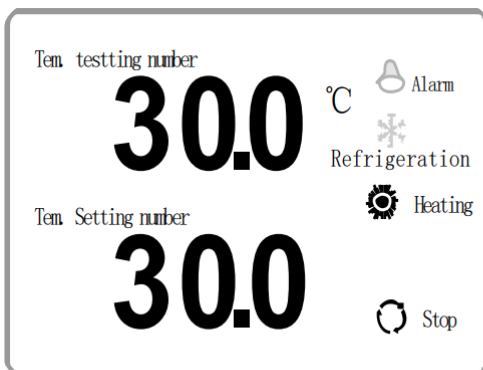 Tem. testting number
30.0
℃
Alarm
Refrigeration
Heating
Tem. Setting number
30.0
Stop